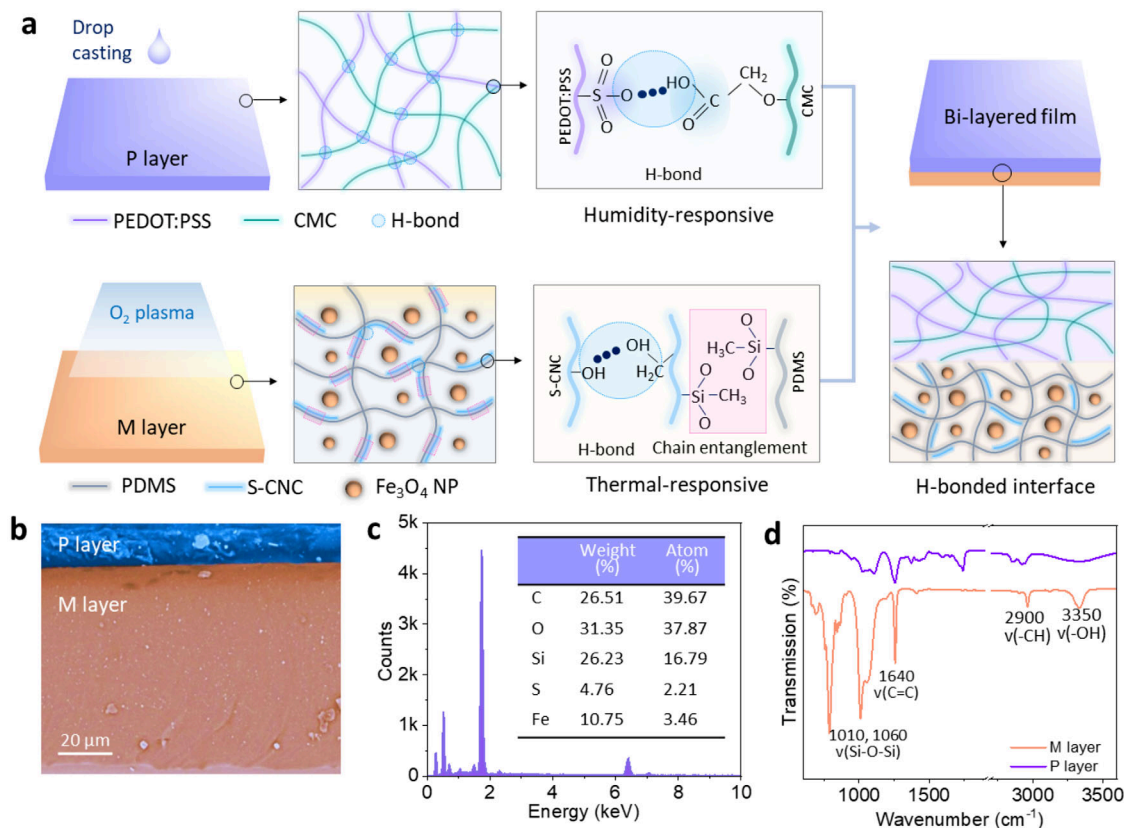 a
Drop
casting
P layer
PEDOT:PSS
CMC
H-bond
PEDOT:PSS
O
S
O
O
HO
O
CH2
O
CMC
H-bond
Humidity-responsive
Bi-layered film
O2 plasma
M layer
PDMS
S-CNC
Fe3O4 NP
S-CNC
OH
OH
H2C
O
H3C
Si
O
Si
CH3
O
O
PDMS
H-bond
Chain entanglement
Thermal-responsive
H-bonded interface
b
P layer
M layer
20 μm
c
5k
4k
3k
2k
1k
0
Counts
0 2 4 6 8 10
Energy (keV)
Weight (%) Atom (%)
C 26.51 39.67
O 31.35 37.87
Si 26.23 16.79
S 4.76 2.21
Fe 10.75 3.46
d
Transmission (%)
2900
ν(-CH)
3350
ν(-OH)
1640
ν(C=C)
1010, 1060
ν(Si-O-Si)
M layer
P layer
1000 1500 3000 3500
Wavenumber (cm-1)